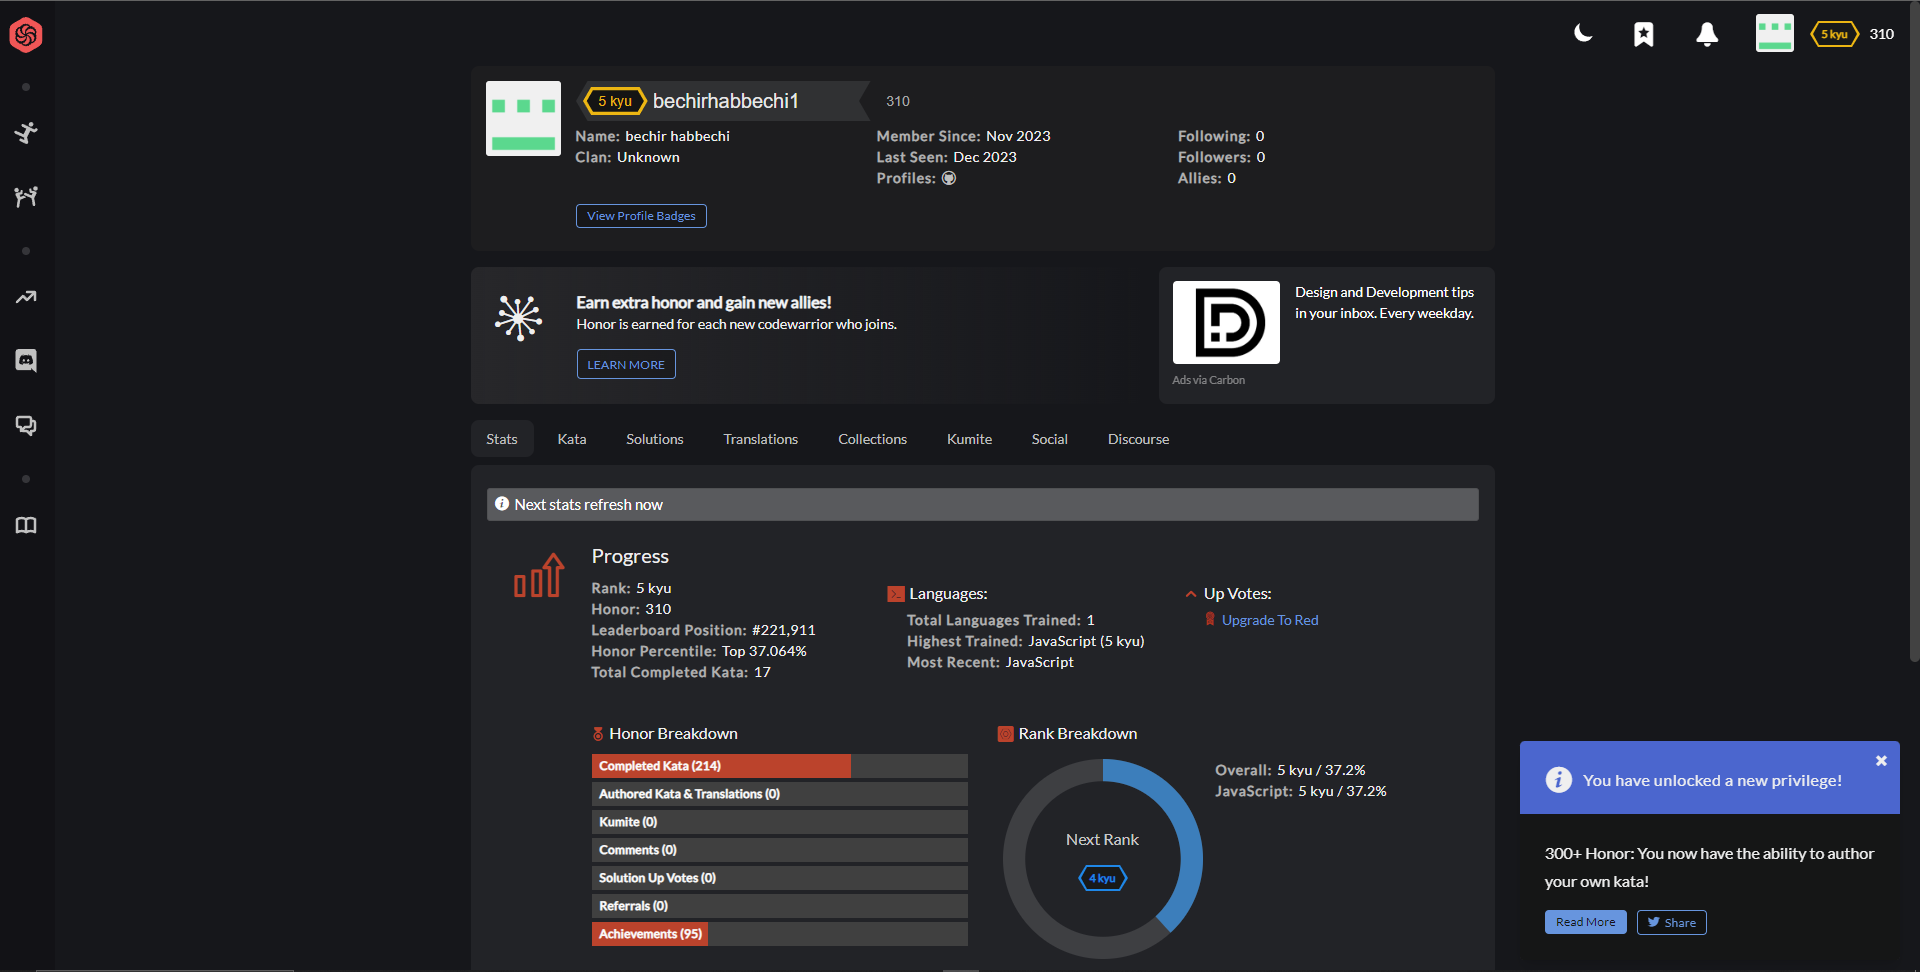 5 kyu 310
5 kyu bechirhabbechi1 310
Name: bechir habbechi
Clan: Unknown
Member Since: Nov 2023
Last Seen: Dec 2023
Profiles:
Following: 0
Followers: 0
Allies: 0
View Profile Badges
Earn extra honor and gain new allies!
Honor is earned for each new codewarrior who joins.
LEARN MORE
Design and Development tips
in your inbox. Every weekday.
Ads via Carbon
Stats Kata Solutions Translations Collections Kumite Social Discourse
Next stats refresh now
Progress
Rank: 5 kyu
Honor: 310
Leaderboard Position: #221,911
Honor Percentile: Top 37.064%
Total Completed Kata: 17
Languages:
Total Languages Trained: 1
Highest Trained: JavaScript (5 kyu)
Most Recent: JavaScript
Up Votes:
Upgrade To Red
Honor Breakdown
Completed Kata (214)
Authored Kata & Translations (0)
Kumite (0)
Comments (0)
Solution Up Votes (0)
Referrals (0)
Achievements (95)
Rank Breakdown
Next Rank
4 kyu
Overall: 5 kyu / 37.2%
JavaScript: 5 kyu / 37.2%
You have unlocked a new privilege!
300+ Honor: You now have the ability to author
your own kata!
Read More Share